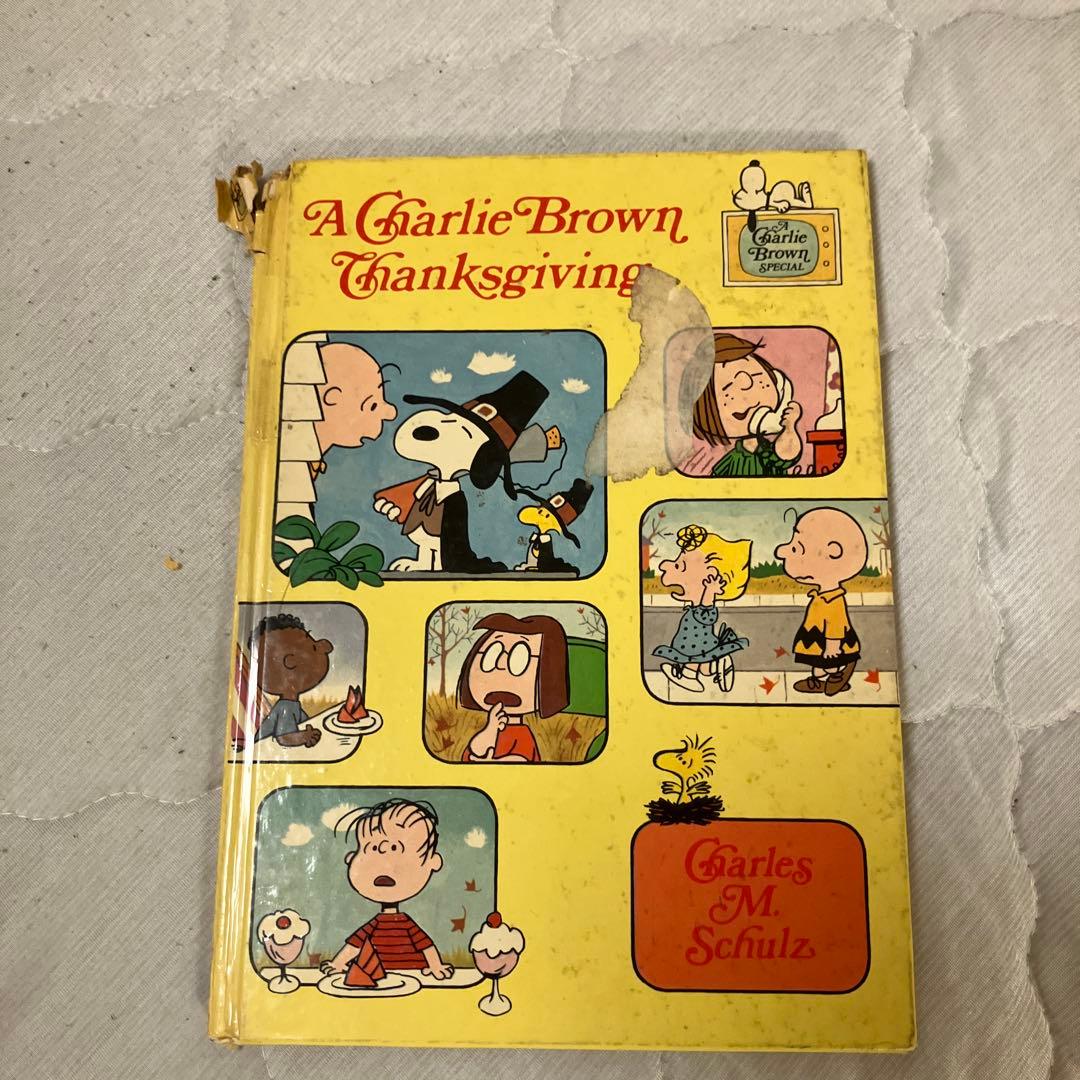 A Charlie Brown
Thanksgiving
A
Charlie
Brown
SPECIAL
Charles
M.
Schulz